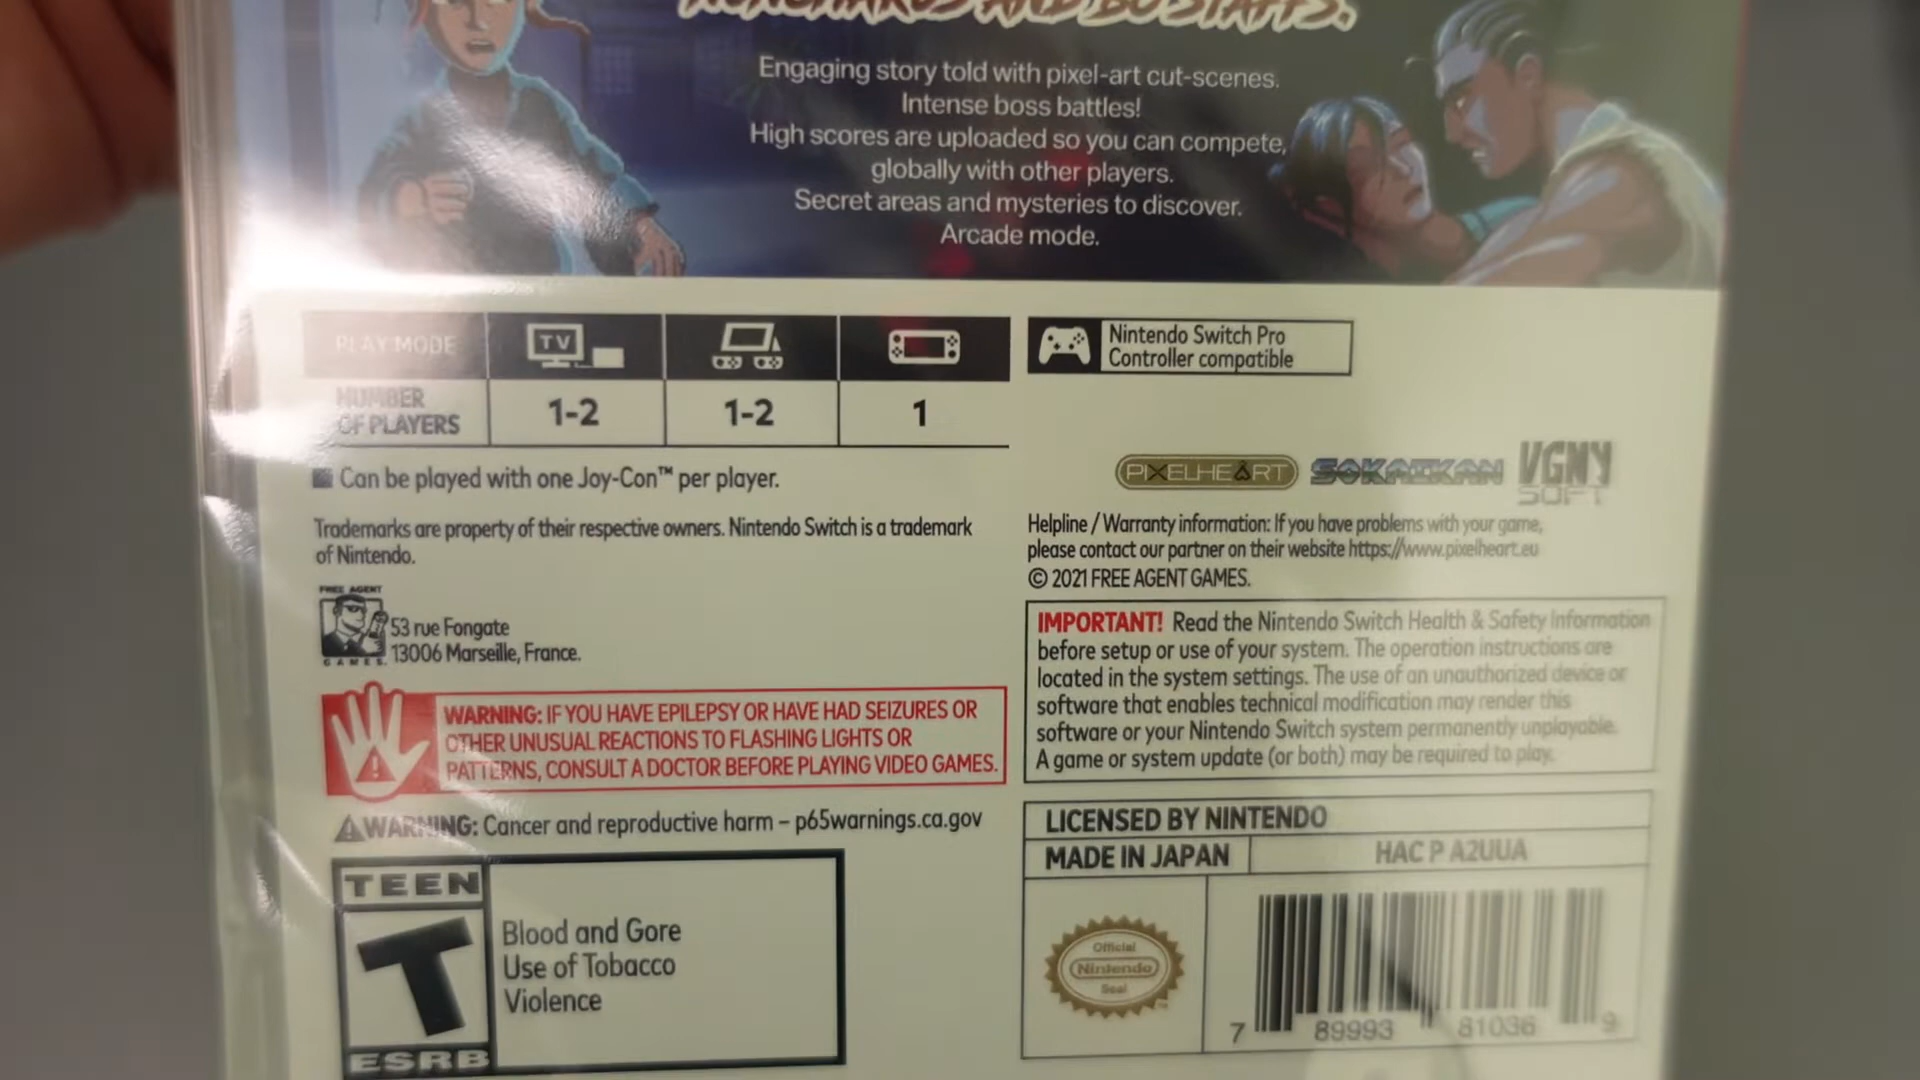 NUNCHAKUS AND BO STAFFS.
Engaging story told with pixel-art cut-scenes.
Intense boss battles!
High scores are uploaded so you can compete,
globally with other players.
Secret areas and mysteries to discover.
Arcade mode.
PLAY MODE
TV
NUMBER
OF PLAYERS
1-2
1-2
1
Can be played with one Joy-Con™ per player.
Trademarks are property of their respective owners. Nintendo Switch is a trademark
of Nintendo.
FREE AGENT
GAMES.
53 rue Fongate
13006 Marseille, France.
WARNING: IF YOU HAVE EPILEPSY OR HAVE HAD SEIZURES OR
OTHER UNUSUAL REACTIONS TO FLASHING LIGHTS OR
PATTERNS, CONSULT A DOCTOR BEFORE PLAYING VIDEO GAMES.
WARNING: Cancer and reproductive harm – p65warnings.ca.gov
TEEN
T
ESRB
Blood and Gore
Use of Tobacco
Violence
Nintendo Switch Pro
Controller compatible
PIXELHEART
SOKAIKAN
VGNY
SOFT
Helpline / Warranty information: If you have problems with your game,
please contact our partner on their website https://www.pixelheart.eu
© 2021 FREE AGENT GAMES.
IMPORTANT! Read the Nintendo Switch Health & Safety Information
before setup or use of your system. The operation instructions are
located in the system settings. The use of an unauthorized device or
software that enables technical modification may render this
software or your Nintendo Switch system permanently unplayable.
A game or system update (or both) may be required to play.
LICENSED BY NINTENDO
MADE IN JAPAN
HAC P A2UUA
Official
Nintendo
Seal
7 89993 81036 9